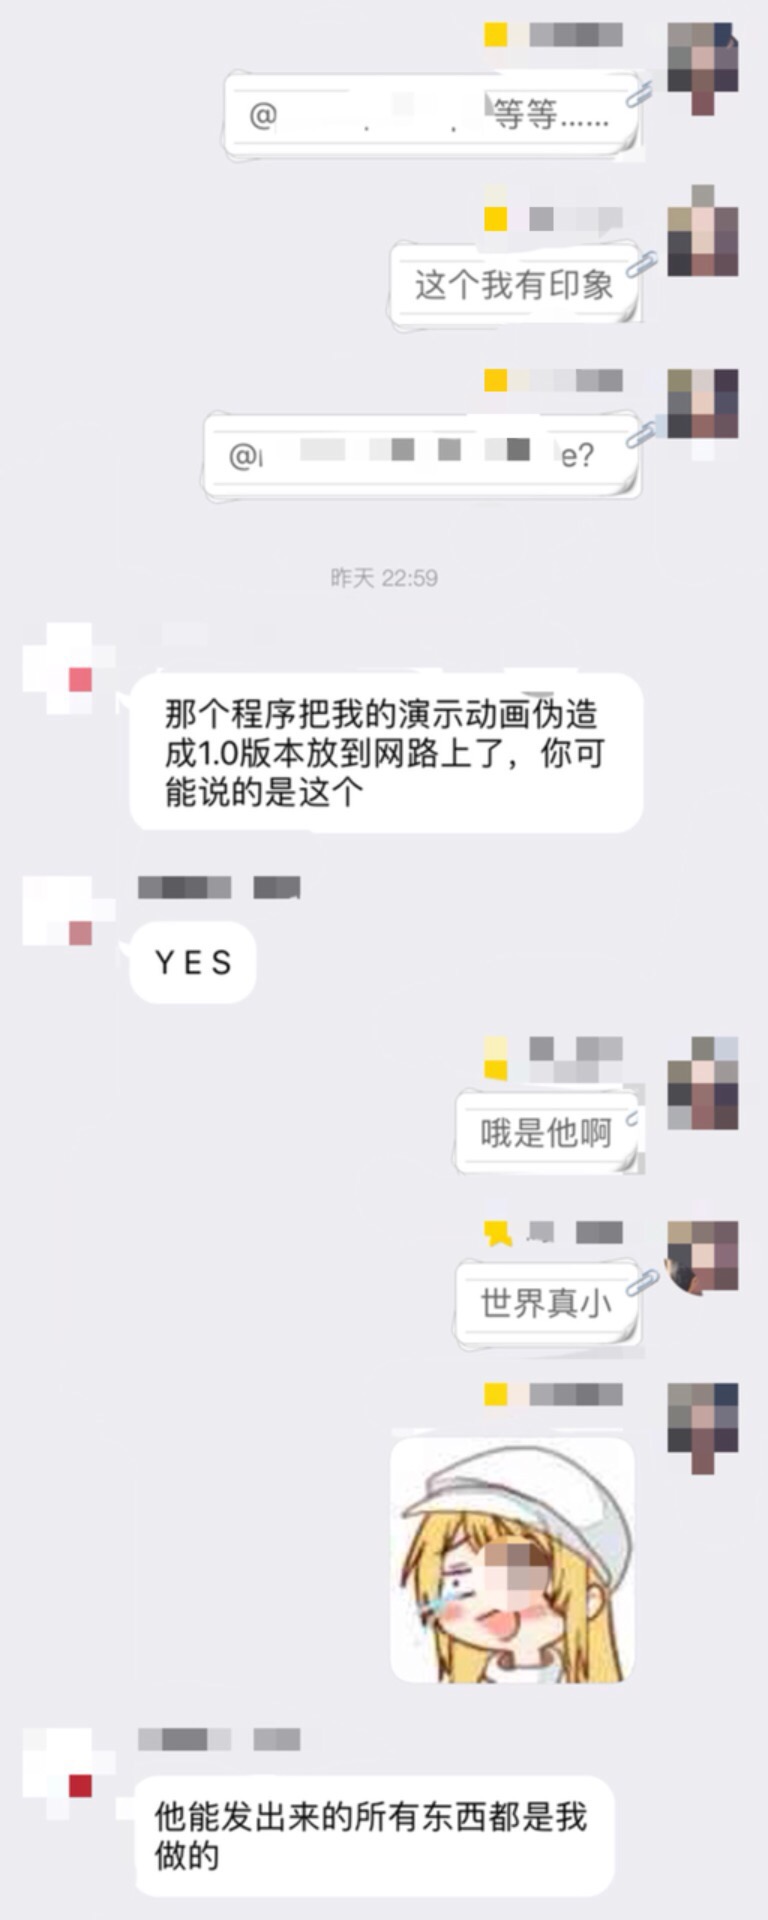 @
等等……
这个我有印象
@
e?
昨天 22:59
那个程序把我的演示动画伪造
成1.0版本放到网路上了，你可
能说的是这个
YES
哦是他啊
世界真小
他能发出来的所有东西都是我
做的